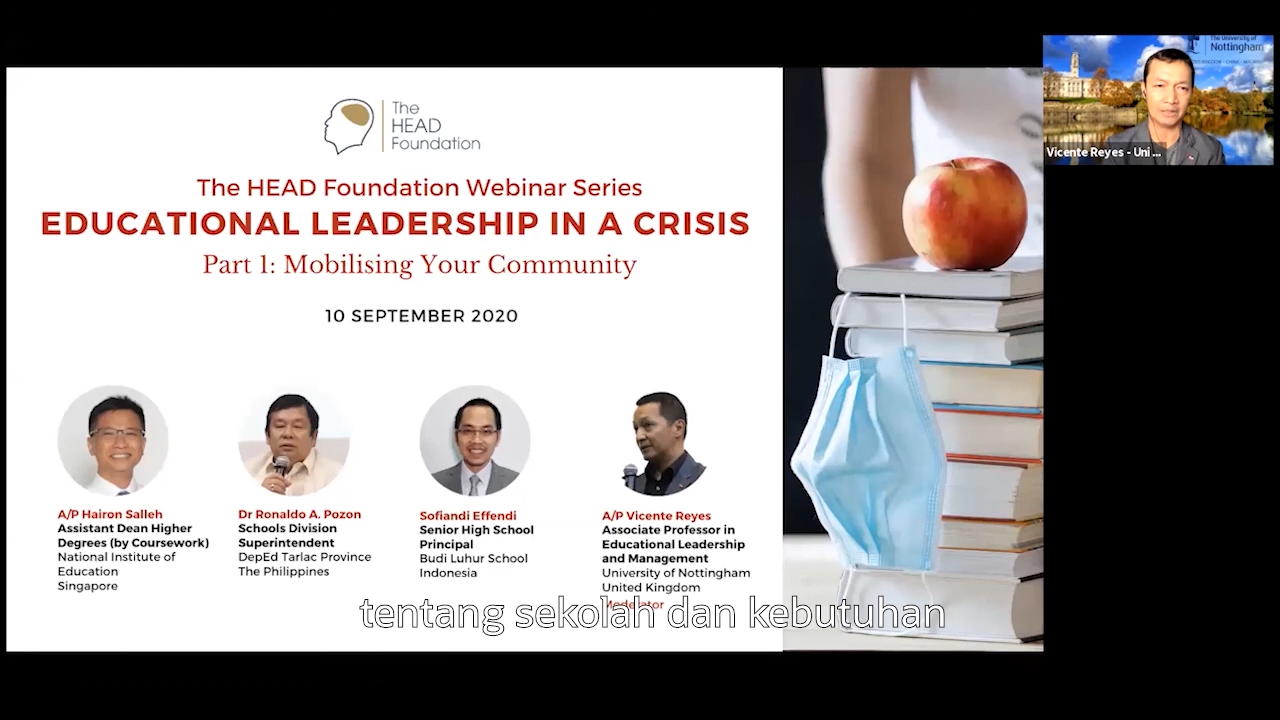 The
HEAD
Foundation
The HEAD Foundation Webinar Series
EDUCATIONAL LEADERSHIP IN A CRISIS
Part 1: Mobilising Your Community
10 SEPTEMBER 2020
A/P Hairon Salleh
Assistant Dean Higher
Degrees (by Coursework)
National Institute of
Education
Singapore
Dr Ronaldo A. Pozon
Schools Division
Superintendent
DepEd Tarlac Province
The Philippines
Sofiandi Effendi
Senior High School
Principal
Budi Luhur School
Indonesia
A/P Vicente Reyes
Associate Professor in
Educational Leadership
and Management
University of Nottingham
United Kingdom
Moderator
tentang sekolah dan kebutuhan
The University of
Nottingham
Vicente Reyes - Uni ...